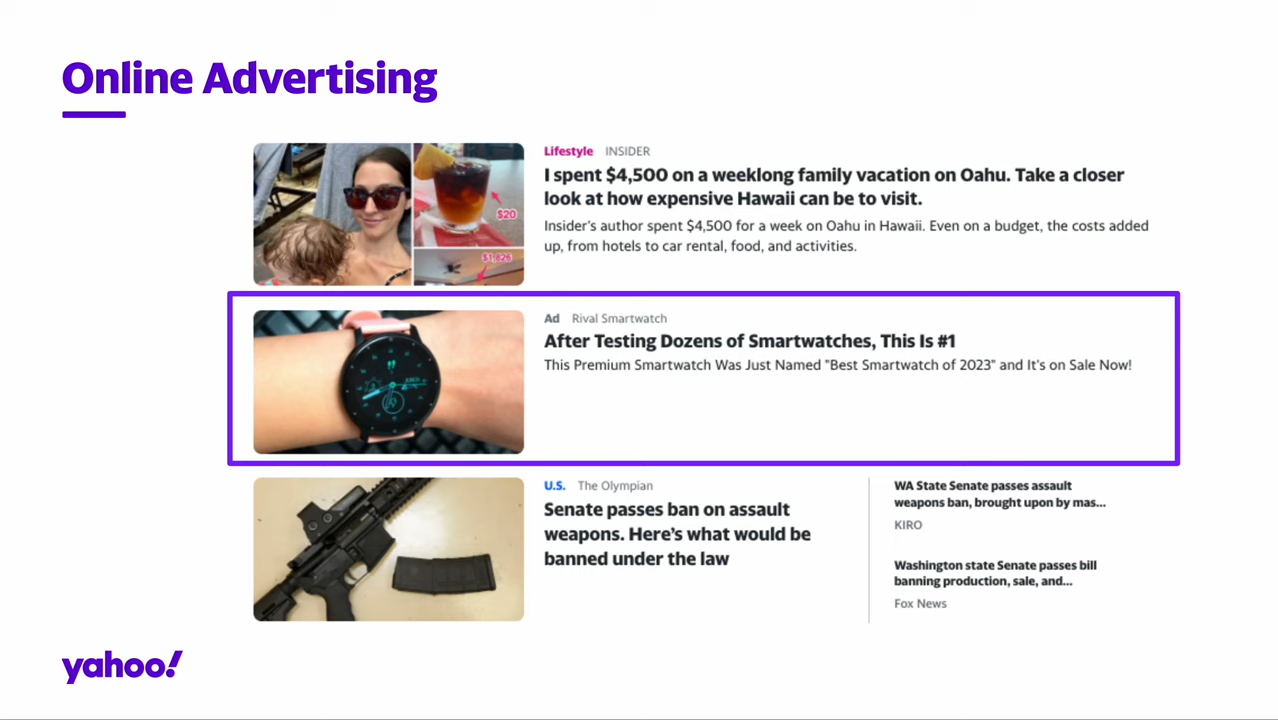 Online Advertising
Lifestyle INSIDER
I spent $4,500 on a weeklong family vacation on Oahu. Take a closer
look at how expensive Hawaii can be to visit.
Insider's author spent $4,500 for a week on Oahu in Hawaii. Even on a budget, the costs added
up, from hotels to car rental, food, and activities.
$20
$1,826
Ad Rival Smartwatch
After Testing Dozens of Smartwatches, This Is #1
This Premium Smartwatch Was Just Named "Best Smartwatch of 2023" and It's on Sale Now!
U.S. The Olympian
Senate passes ban on assault
weapons. Here's what would be
banned under the law
WA State Senate passes assault
weapons ban, brought upon by mas...
KIRO
Washington state Senate passes bill
banning production, sale, and...
Fox News
yahoo!